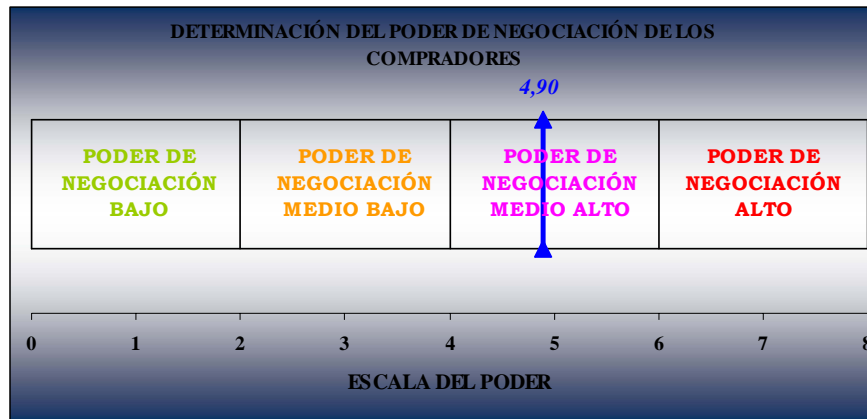 DETERMINACIÓN DEL PODER DE NEGOCIACIÓN DE LOS
COMPRADORES
4,90
PODER DE
NEGOCIACIÓN
BAJO
PODER DE
NEGOCIACIÓN
MEDIO BAJO
PODER DE
NEGOCIACIÓN
MEDIO ALTO
PODER DE
NEGOCIACIÓN
ALTO
0 1 2 3 4 5 6 7 8
ESCALA DEL PODER